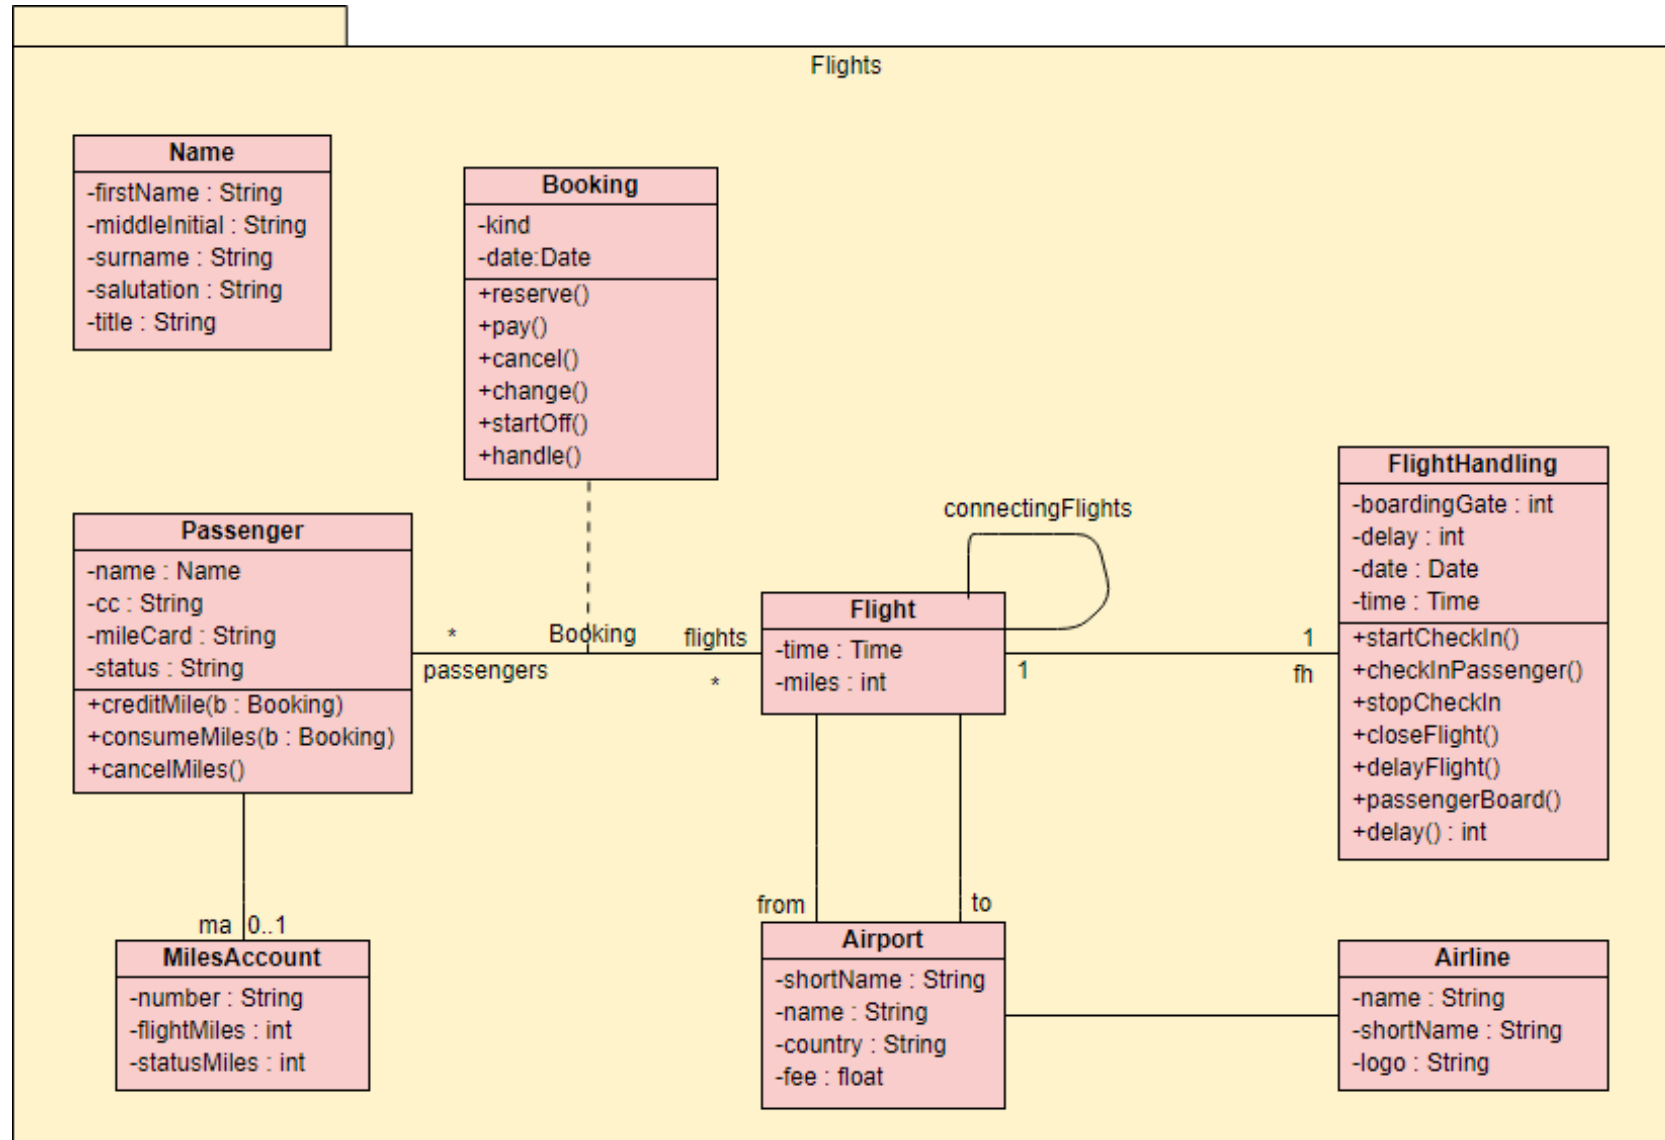 Flights
Name
-firstName : String
-middleInitial : String
-surname : String
-salutation : String
-title : String
Booking
-kind
-date:Date
+reserve()
+pay()
+cancel()
+change()
+startOff()
+handle()
Passenger
-name : Name
-cc : String
-mileCard : String
-status : String
+creditMile(b : Booking)
+consumeMiles(b : Booking)
+cancelMiles()
*
passengers
Booking
flights
*
connectingFlights
Flight
-time : Time
-miles : int
1
1
fh
FlightHandling
-boardingGate : int
-delay : int
-date : Date
-time : Time
+startCheckIn()
+checkInPassenger()
+stopCheckIn
+closeFlight()
+delayFlight()
+passengerBoard()
+delay() : int
ma 0..1
MilesAccount
-number : String
-flightMiles : int
-statusMiles : int
from
to
Airport
-shortName : String
-name : String
-country : String
-fee : float
Airline
-name : String
-shortName : String
-logo : String